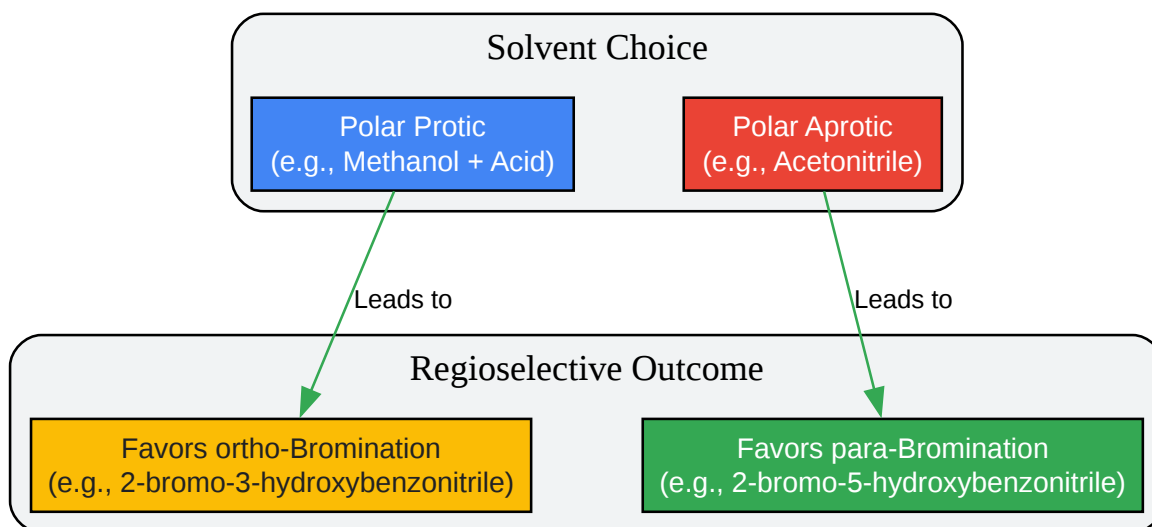 Solvent Choice
Polar Protic
(e.g., Methanol + Acid)
Polar Aprotic
(e.g., Acetonitrile)
Leads to
Leads to
Regioselective Outcome
Favors ortho-Bromination
(e.g., 2-bromo-3-hydroxybenzonitrile)
Favors para-Bromination
(e.g., 2-bromo-5-hydroxybenzonitrile)